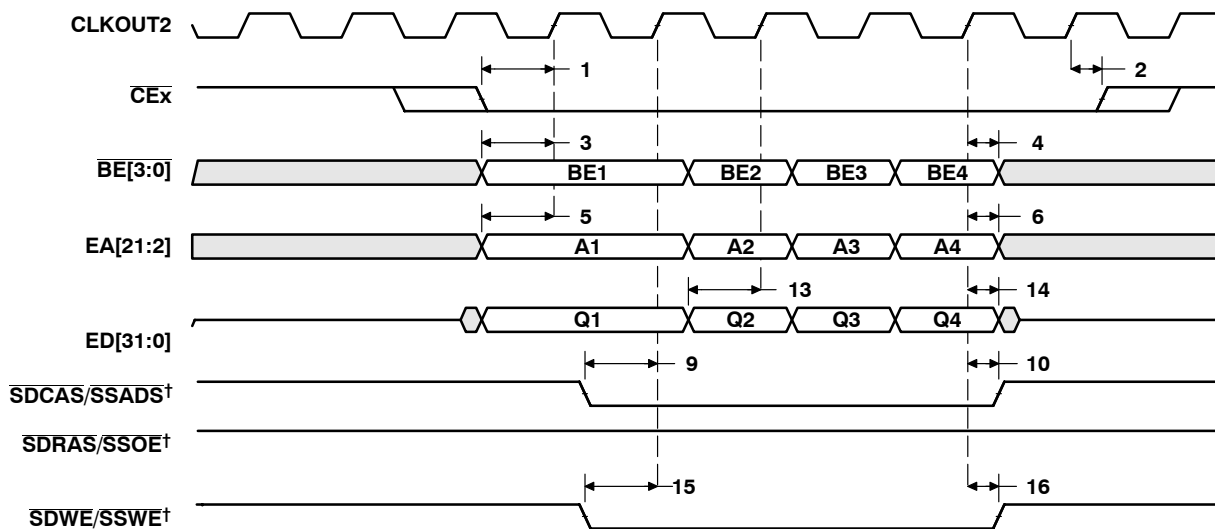 CLKOUT2
1
2
CEx
3
4
BE[3:0]
BE1
BE2
BE3
BE4
5
6
EA[21:2]
A1
A2
A3
A4
13
14
ED[31:0]
Q1
Q2
Q3
Q4
9
10
SDCAS/SSADS†
SDRAS/SSOE†
15
16
SDWE/SSWE†